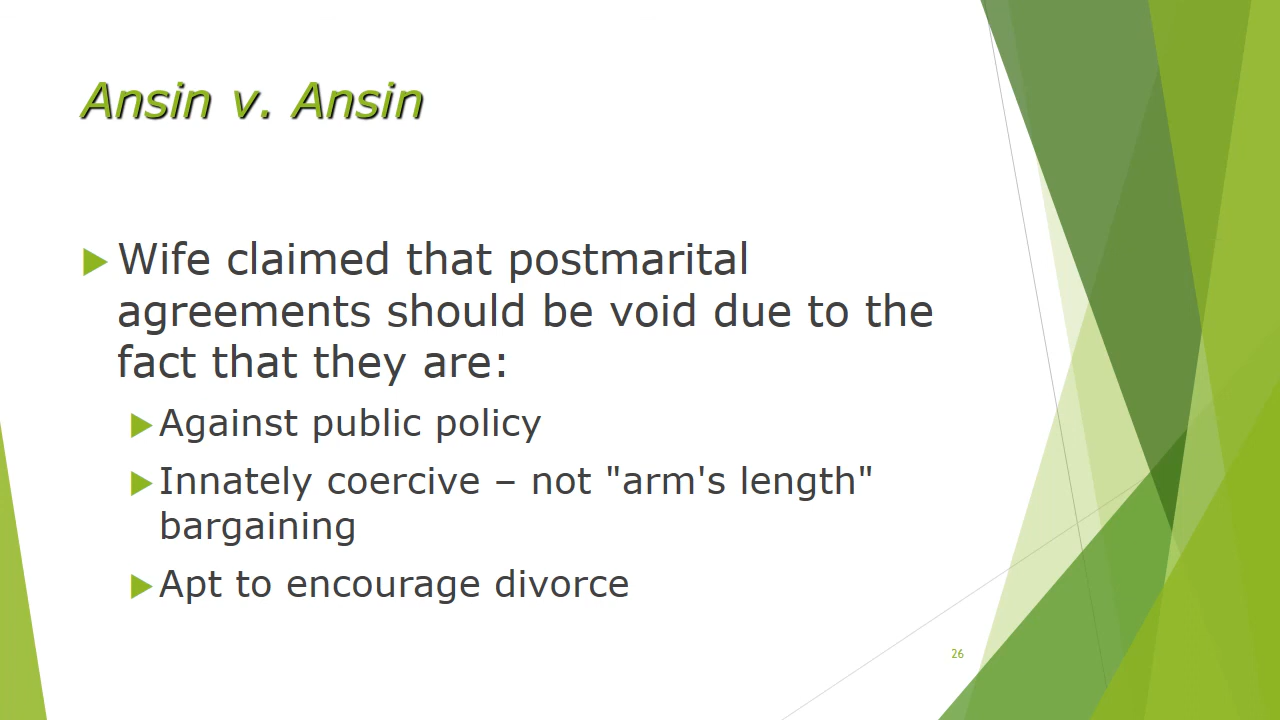 Ansin v. Ansin
Wife claimed that postmarital
agreements should be void due to the
fact that they are:
Against public policy
Innately coercive – not "arm's length"
bargaining
Apt to encourage divorce
26